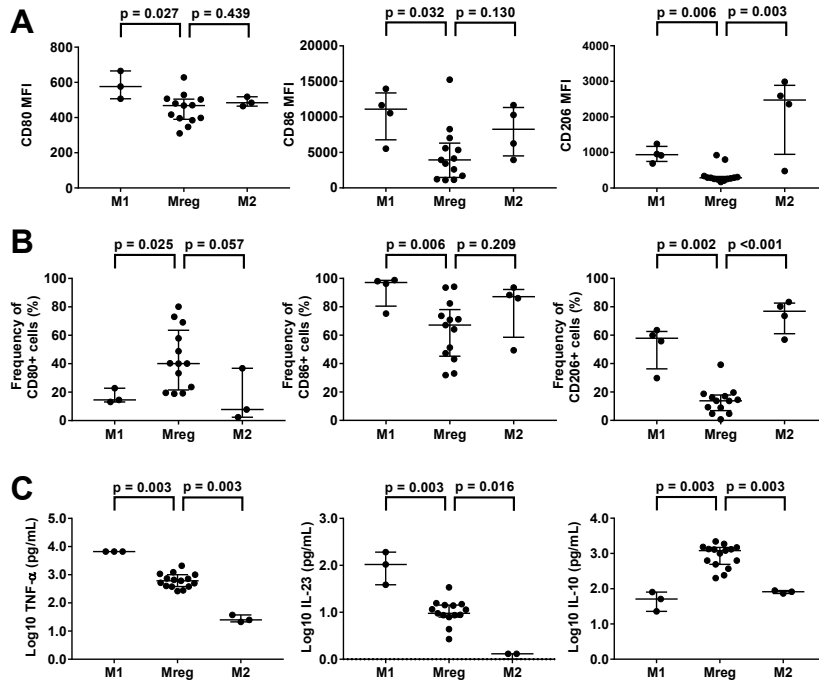 A
p = 0.027
p = 0.439
CD80 MFI
800
600
400
200
0
M1
Mreg
M2
p = 0.032
p = 0.130
CD86 MFI
20000
15000
10000
5000
0
M1
Mreg
M2
p = 0.006
p = 0.003
CD206 MFI
4000
3000
2000
1000
0
M1
Mreg
M2
B
p = 0.025
p = 0.057
Frequency of
CD80+ cells (%)
100
80
60
40
20
0
M1
Mreg
M2
p = 0.006
p = 0.209
Frequency of
CD86+ cells (%)
100
80
60
40
20
0
M1
Mreg
M2
p = 0.002
p <0.001
Frequency of
CD206+ cells (%)
100
80
60
40
20
0
M1
Mreg
M2
C
p = 0.003
p = 0.003
Log10 TNF-α (pg/mL)
5.0
4.0
3.0
2.0
1.0
0.0
M1
Mreg
M2
p = 0.003
p = 0.016
Log10 IL-23 (pg/mL)
3.0
2.0
1.0
0.0
M1
Mreg
M2
p = 0.003
p = 0.003
Log10 IL-10 (pg/mL)
4.0
3.0
2.0
1.0
0.0
M1
Mreg
M2